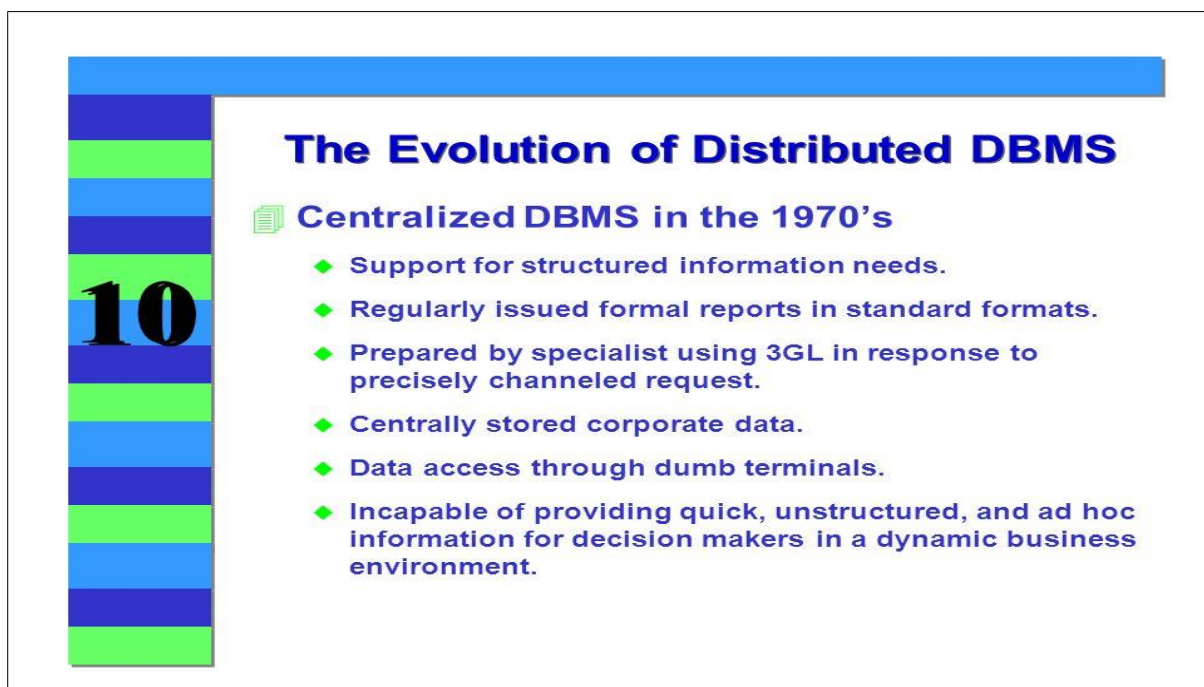 The Evolution of Distributed DBMS
Centralized DBMS in the 1970's
Support for structured information needs.
Regularly issued formal reports in standard formats.
Prepared by specialist using 3GL in response to
precisely channeled request.
Centrally stored corporate data.
Data access through dumb terminals.
Incapable of providing quick, unstructured, and ad hoc
information for decision makers in a dynamic business
environment.
10